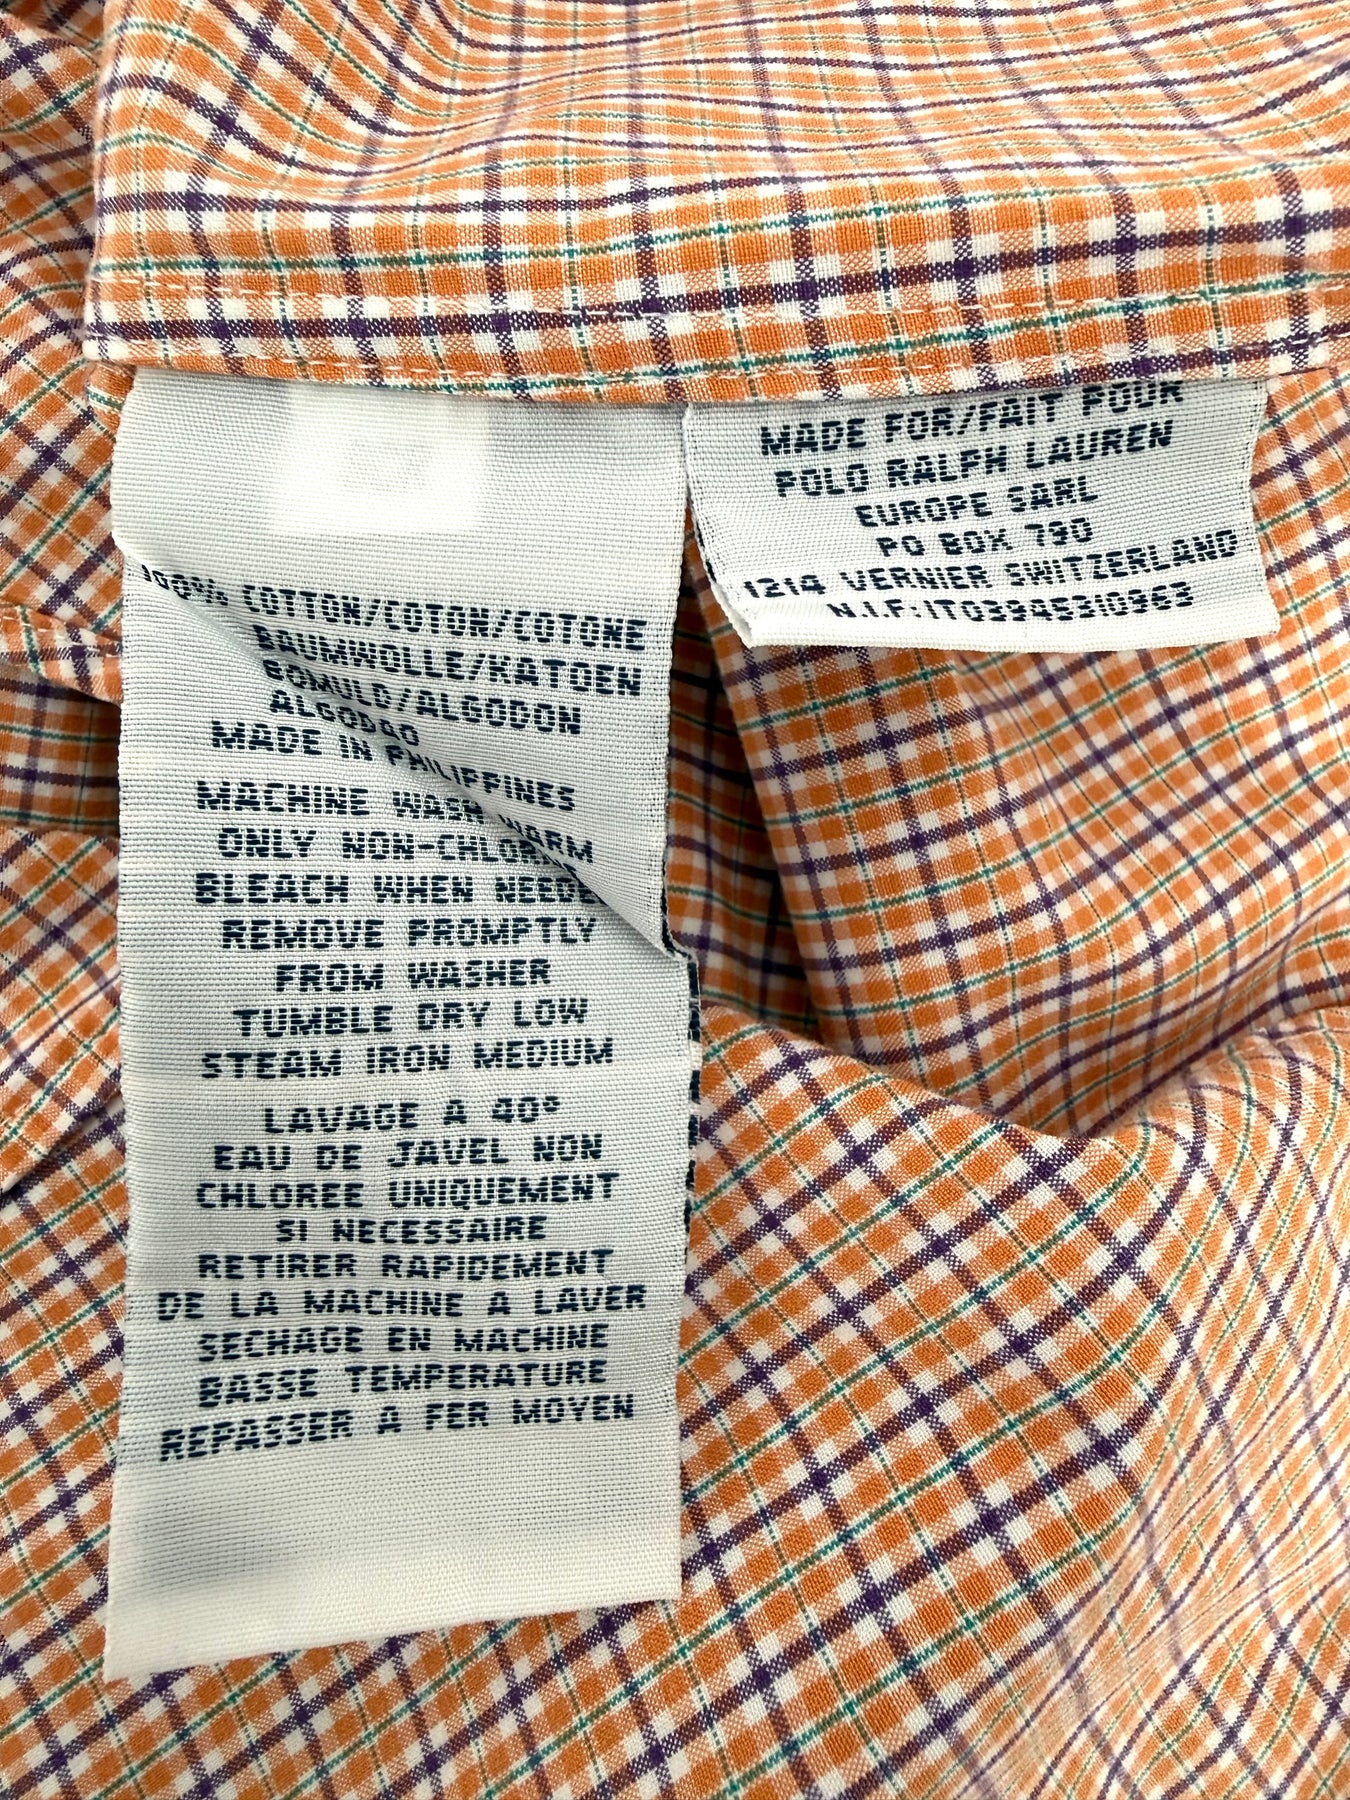 100% COTTON/COTON/COTONE
BAUMWOLLE/KATOEN
BOMULD/ALGODON
ALGODAO
MADE IN PHILIPPINES
MACHINE WASH WARM
ONLY NON-CHLORINE
BLEACH WHEN NEEDE
REMOVE PROMPTLY
FROM WASHER
TUMBLE DRY LOW
STEAM IRON MEDIUM
LAVAGE A 40°
EAU DE JAVEL NON
CHLOREE UNIQUEMENT
SI NECESSAIRE
RETIRER RAPIDEMENT
DE LA MACHINE A LAVER
SECHAGE EN MACHINE
BASSE TEMPERATURE
REPASSER A FER MOYEN
MADE FOR/FAIT POUR
POLO RALPH LAUREN
EUROPE SARL
PO BOX 790
1214 VERNIER SWITZERLAND
N.I.F:IT03945310963